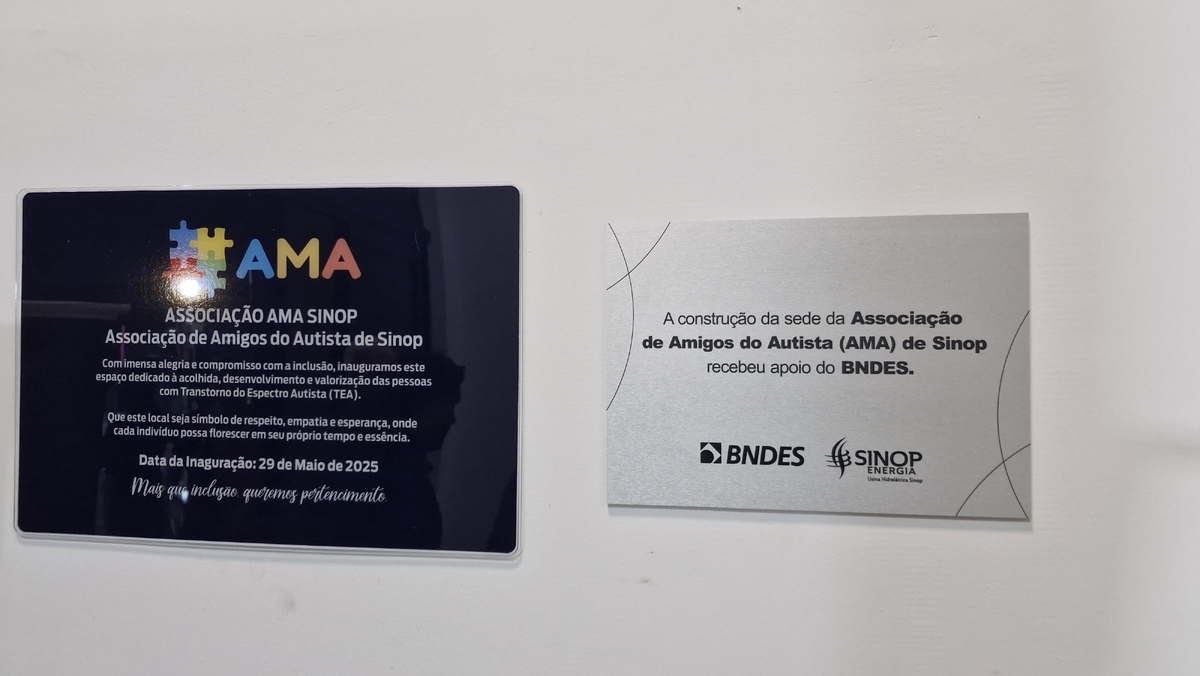 AMA
ASSOCIAÇÃO AMA SINOP
Associação de Amigos do Autista de Sinop
Com imensa alegria e compromisso com a inclusão, inauguramos este
espaço dedicado à acolhida, desenvolvimento e valorização das pessoas
com Transtorno do Espectro Autista (TEA).
Que este local seja símbolo de respeito, empatia e esperança, onde
cada indivíduo possa florescer em seu próprio tempo e essência.
Data da Inaguração: 29 de Maio de 2025
Mais que inclusão, queremos pertencimento.
A construção da sede da Associação
de Amigos do Autista (AMA) de Sinop
recebeu apoio do BNDES.
BNDES
SINOP
ENERGIA
Usina Hidrelétrica Sinop